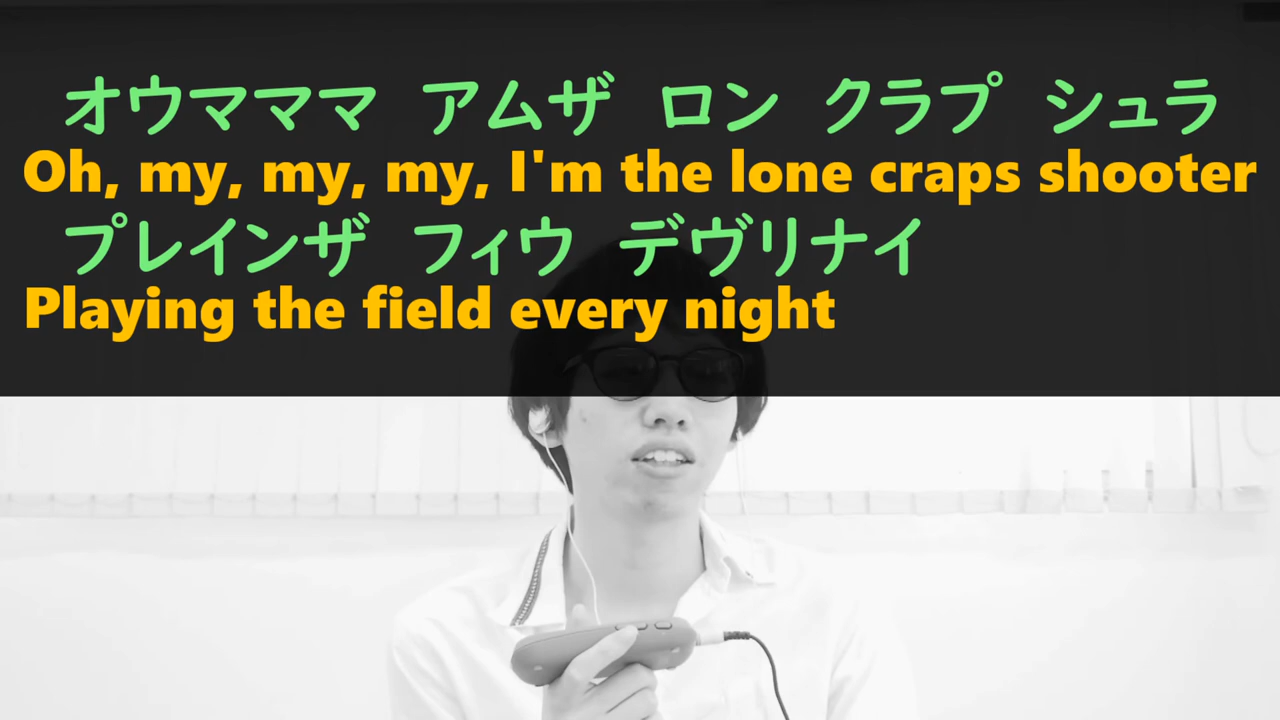 オウマママ アムザ ロン クラプ シュラ
Oh, my, my, my, I'm the lone craps shooter
プレインザ フィウ デヴリナイ
Playing the field every night